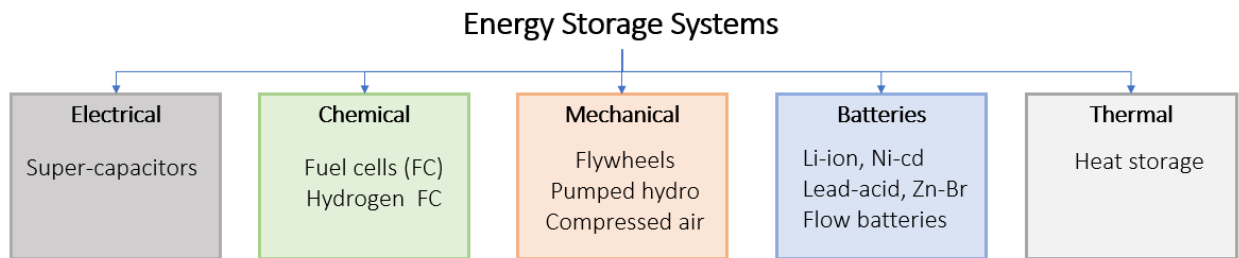 Energy Storage Systems
Electrical
Super-capacitors
Chemical
Fuel cells (FC)
Hydrogen FC
Mechanical
Flywheels
Pumped hydro
Compressed air
Batteries
Li-ion, Ni-cd
Lead-acid, Zn-Br
Flow batteries
Thermal
Heat storage